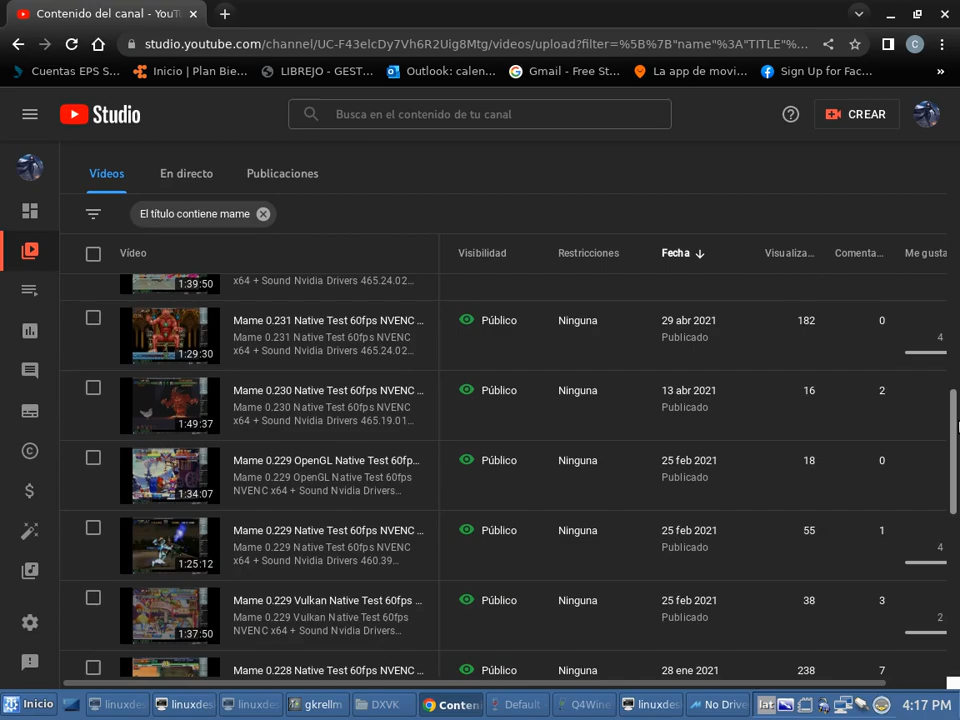 Contenido del canal - YouTu
studio.youtube.com/channel/UC-F43elcDy7Vh6R2Uig8Mtg/videos/upload?filter=%5B%7B"name"%3A"TITLE"%...
Cuentas EPS S...
Inicio | Plan Bie...
LIBREJO - GEST...
Outlook: calen...
Gmail - Free St...
La app de movi...
Sign Up for Fac...
»
Studio
Busca en el contenido de tu canal
CREAR
Vídeos
En directo
Publicaciones
El título contiene mame
Vídeo
Visibilidad
Restricciones
Fecha
Visualiza...
Comenta...
Me gusta
1:39:50
x64 + Sound Nvidia Drivers 465.24.02...
Mame 0.231 Native Test 60fps NVENC ...
Mame 0.231 Native Test 60fps NVENC
x64 + Sound Nvidia Drivers 465.24.02...
1:29:30
Público
Ninguna
29 abr 2021
Publicado
182
0
4
Mame 0.230 Native Test 60fps NVENC ...
Mame 0.230 Native Test 60fps NVENC
x64 + Sound Nvidia Drivers 465.19.01...
1:49:37
Público
Ninguna
13 abr 2021
Publicado
16
2
Mame 0.229 OpenGL Native Test 60fp...
Mame 0.229 OpenGL Native Test 60fps
NVENC x64 + Sound Nvidia Drivers...
1:34:07
Público
Ninguna
25 feb 2021
Publicado
18
0
Mame 0.229 Native Test 60fps NVENC ...
Mame 0.229 Native Test 60fps NVENC
x64 + Sound Nvidia Drivers 460.39...
1:25:12
Público
Ninguna
25 feb 2021
Publicado
55
1
4
Mame 0.229 Vulkan Native Test 60fps ...
Mame 0.229 Vulkan Native Test 60fps
NVENC x64 + Sound Nvidia Drivers...
1:37:50
Público
Ninguna
25 feb 2021
Publicado
38
3
2
Mame 0.228 Native Test 60fps NVENC ...
Público
Ninguna
28 ene 2021
238
7
Inicio
linuxdes
linuxdes
linuxdes
gkrellm
DXVK
Conten
Default
Q4Wine
linuxdes
No Drive
lat
4:17 PM